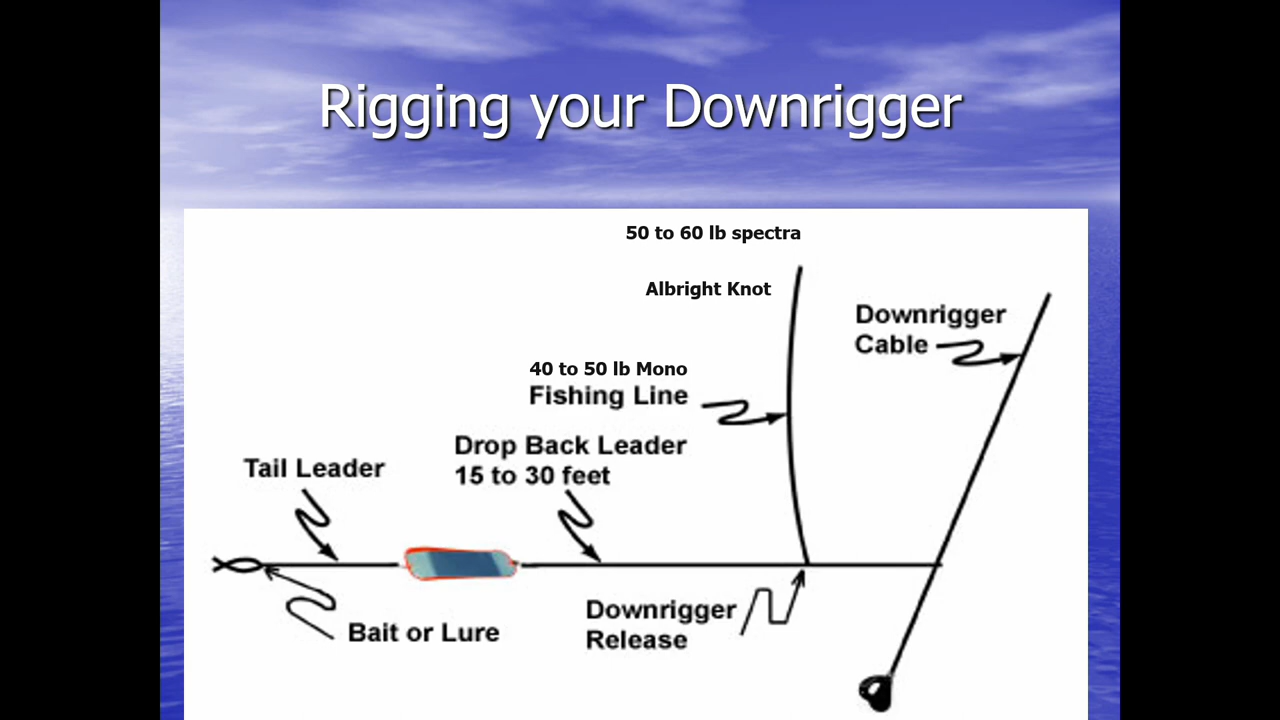 Rigging your Downrigger
50 to 60 lb spectra
Albright Knot
Downrigger
Cable
40 to 50 lb Mono
Fishing Line
Drop Back Leader
15 to 30 feet
Tail Leader
Downrigger
Release
Bait or Lure